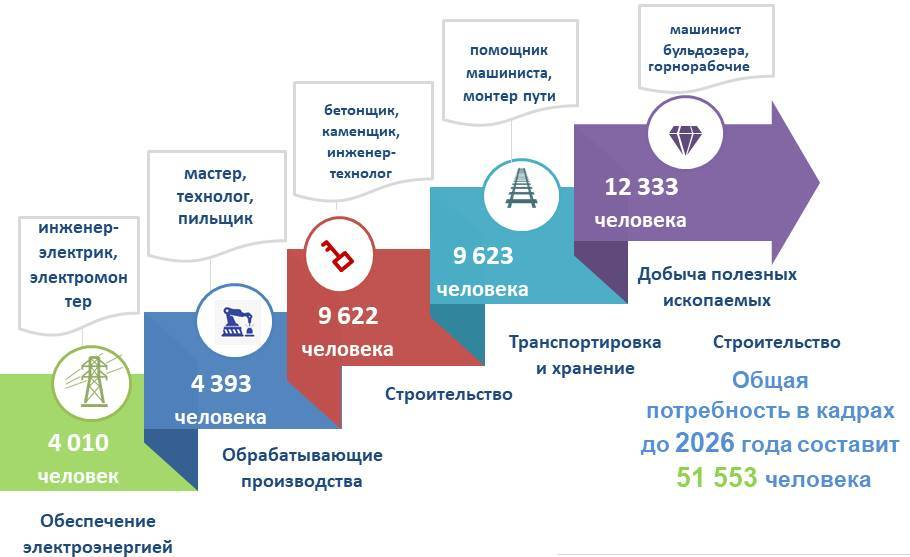 инженер-
электрик,
электромон
тер
4 010
человек
Обеспечение
электроэнергией
мастер,
технолог,
пильщик
4 393
человека
Обрабатывающие
производства
бетонщик,
каменщик,
инженер-
технолог
9 622
человека
Строительство
помощник
машиниста,
монтер пути
9 623
человека
Транспортировка
и хранение
машинист
бульдозера,
горнорабочие
12 333
человека
Добыча полезных
ископаемых
Строительство
Общая
потребность в кадрах
до 2026 года составит
51 553 человека